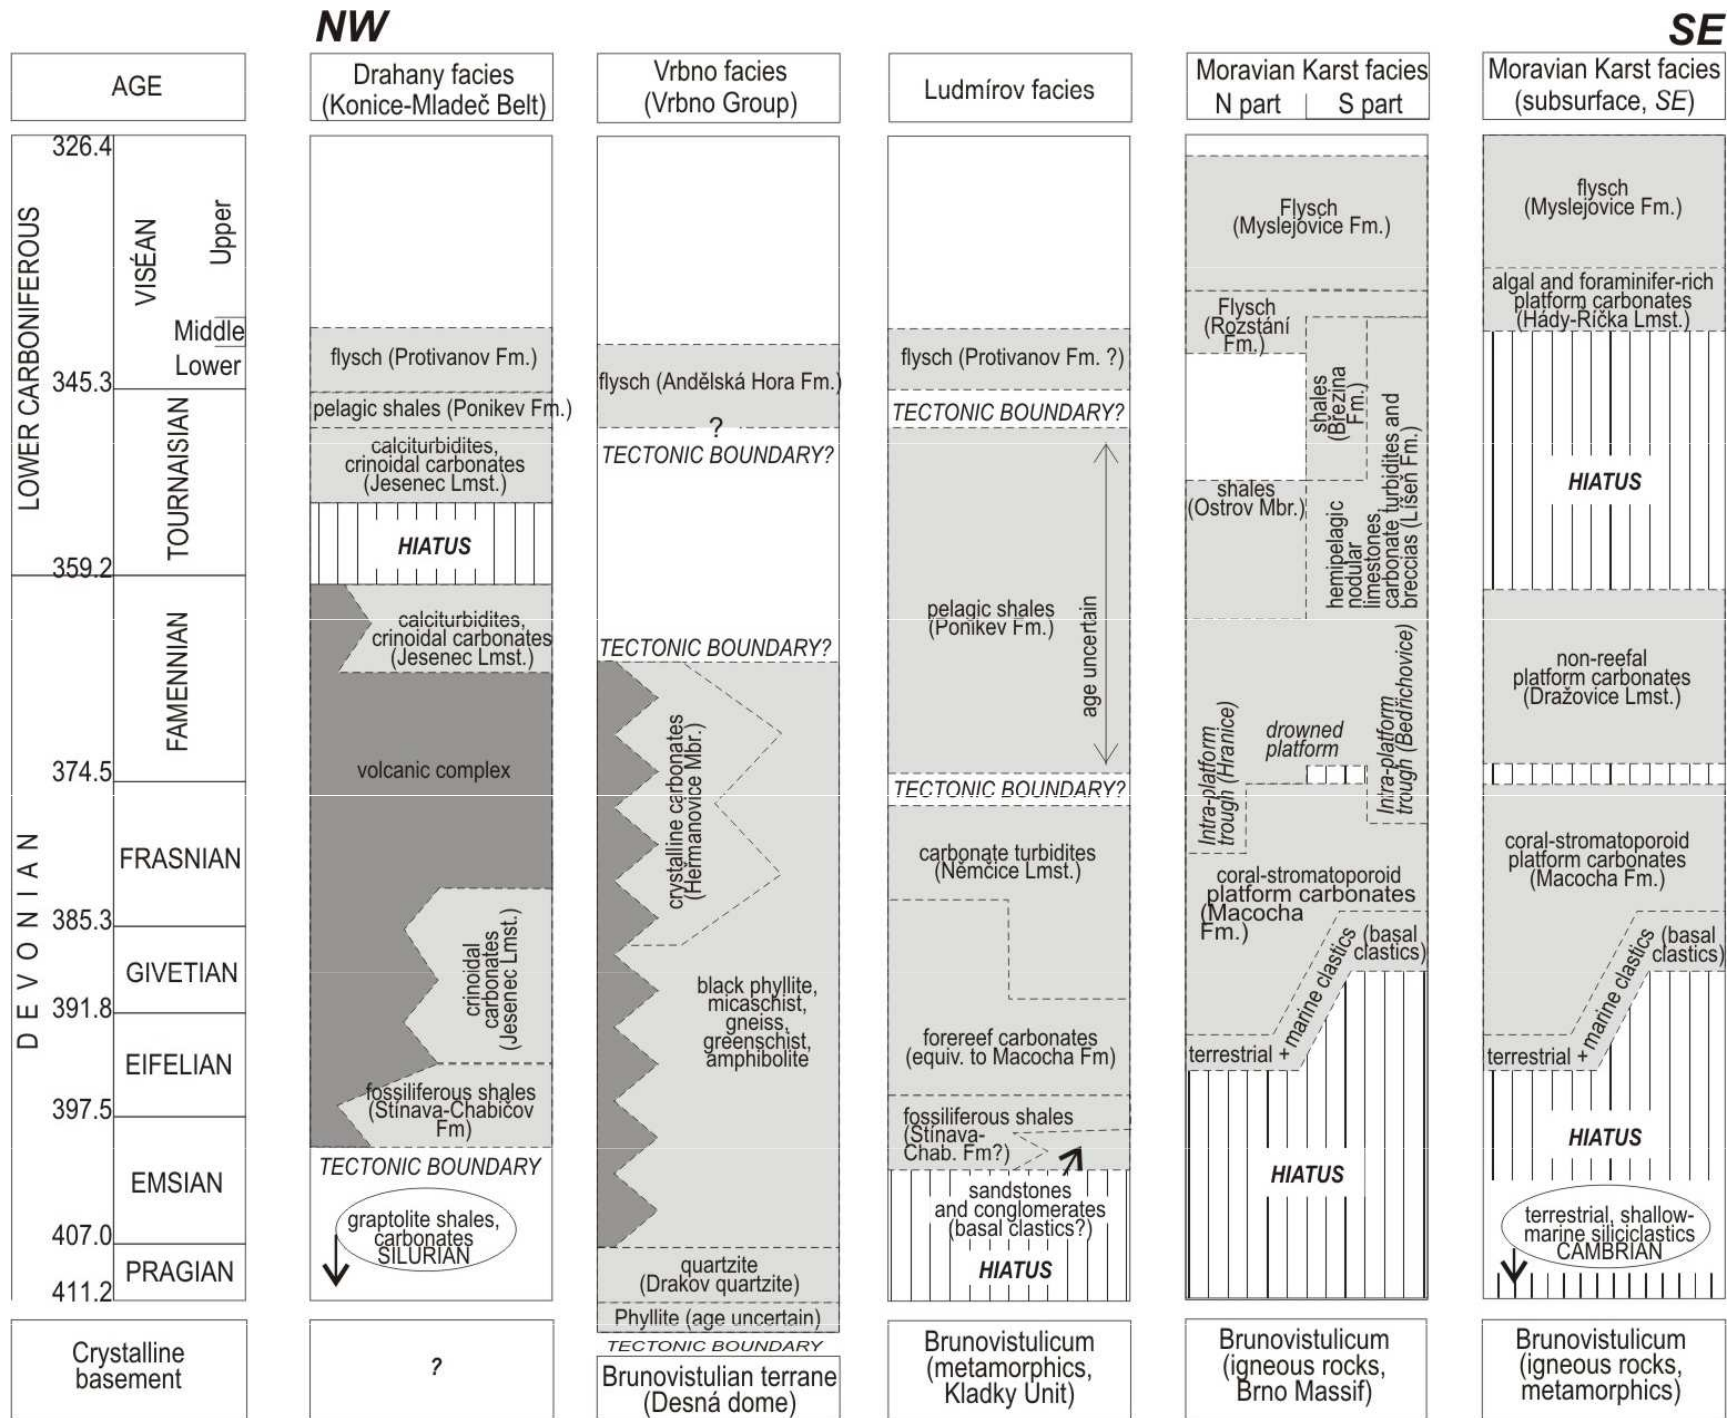 NW
SE
AGE
Drahany facies
(Konice-Mladeč Belt)
Vrbno facies
(Vrbno Group)
Ludmírov facies
Moravian Karst facies
N part
S part
Moravian Karst facies
(subsurface, SE)
LOWER CARBONIFEROUS
DEVONIAN
326.4
345.3
359.2
374.5
385.3
391.8
397.5
407.0
411.2
VISÉAN
Upper
Middle
Lower
TOURNAISIAN
FAMENNIAN
FRASNIAN
GIVETIAN
EIFELIAN
EMSIAN
PRAGIAN
Crystalline
basement
flysch (Protivanov Fm.)
pelagic shales (Ponikev Fm.)
calciturbidites,
crinoidal carbonates
(Jesenec Lmst.)
HIATUS
calciturbidites,
crinoidal carbonates
(Jesenec Lmst.)
volcanic complex
crinoidal
carbonates
(Jesenec Lmst.)
fossiliferous shales
(Stínava-Chabičov
Fm)
TECTONIC BOUNDARY
graptolite shales,
carbonates
SILURIAN
?
flysch (Andělská Hora Fm.)
?
TECTONIC BOUNDARY?
TECTONIC BOUNDARY?
crystalline carbonates
(Heřmanovice Mbr.)
black phyllite,
micaschist,
gneiss,
greenschist,
amphibolite
quartzite
(Drakov quartzite)
Phyllite (age uncertain)
TECTONIC BOUNDARY
Brunovistulian terrane
(Desná dome)
flysch (Protivanov Fm. ?)
TECTONIC BOUNDARY?
pelagic shales
(Ponikev Fm.)
age uncertain
TECTONIC BOUNDARY?
carbonate turbidites
(Němčice Lmst.)
forereef carbonates
(equiv. to Macocha Fm)
fossiliferous shales
(Stínava-
Chab. Fm?)
sandstones
and conglomerates
(basal clastics?)
HIATUS
Brunovistulicum
(metamorphics,
Kladky Unit)
Flysch
(Myslejovice Fm.)
Flysch
(Rozstání
Fm.)
shales
(Březina
Fm.)
shales
(Ostrov Mbr.)
hemipelagic
nodular
limestones,
carbonate turbidites and
breccias (Líšeň Fm.)
Intra-platform
trough (Hranice)
drowned
platform
Intra-platform
trough (Bedřichovice)
coral-stromatoporoid
platform carbonates
(Macocha
Fm.)
terrestrial + marine clastics
(basal
clastics)
HIATUS
Brunovistulicum
(igneous rocks,
Brno Massif)
flysch
(Myslejovice Fm.)
algal and foraminifer-rich
platform carbonates
(Hády-Říčka Lmst.)
HIATUS
non-reefal
platform carbonates
(Dražovice Lmst.)
coral-stromatoporoid
platform carbonates
(Macocha Fm.)
terrestrial + marine clastics
(basal
clastics)
HIATUS
terrestrial, shallow-
marine siliciclastics
CAMBRIAN
Brunovistulicum
(igneous rocks,
metamorphics)